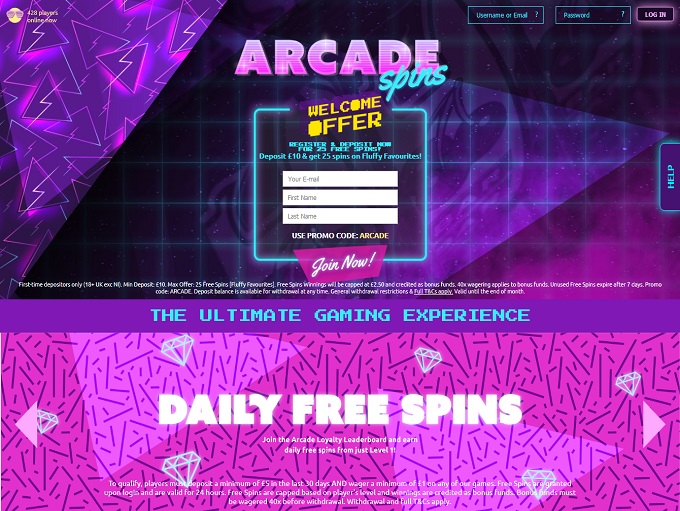 428 players
online now
Username or Email ?
Password ?
LOG IN
ARCADE
spins
WELCOME
OFFER
REGISTER & DEPOSIT NOW
FOR 25 FREE SPINS!
Deposit £10 & get 25 spins on Fluffy Favourites!
Your E-mail
First Name
Last Name
USE PROMO CODE: ARCADE
Join Now!
HELP
First-time depositors only (18+ UK exc NI). Min Deposit: £10. Max Offer: 25 Free Spins [Fluffy Favourites]. Free Spins Winnings will be capped at £2.50 and credited as bonus funds. 40x wagering applies to bonus funds. Unused Free Spins expire after 7 days. Promo
code: ARCADE. Deposit balance is available for withdrawal at any time. General withdrawal restrictions & Full T&Cs apply. Valid until the end of month.
THE ULTIMATE GAMING EXPERIENCE
DAILY FREE SPINS
Join the Arcade Loyalty Leaderboard and earn
daily free spins from just Level 1!
To qualify, players must deposit a minimum of £5 in the last 30 days AND wager a minimum of £1 on any of our games. Free Spins are granted
upon login and are valid for 24 hours. Free Spins are capped based on player's level and winnings are credited as bonus funds. Bonus funds must
be wagered 40x before withdrawal. Withdrawal and Full T&Cs apply.